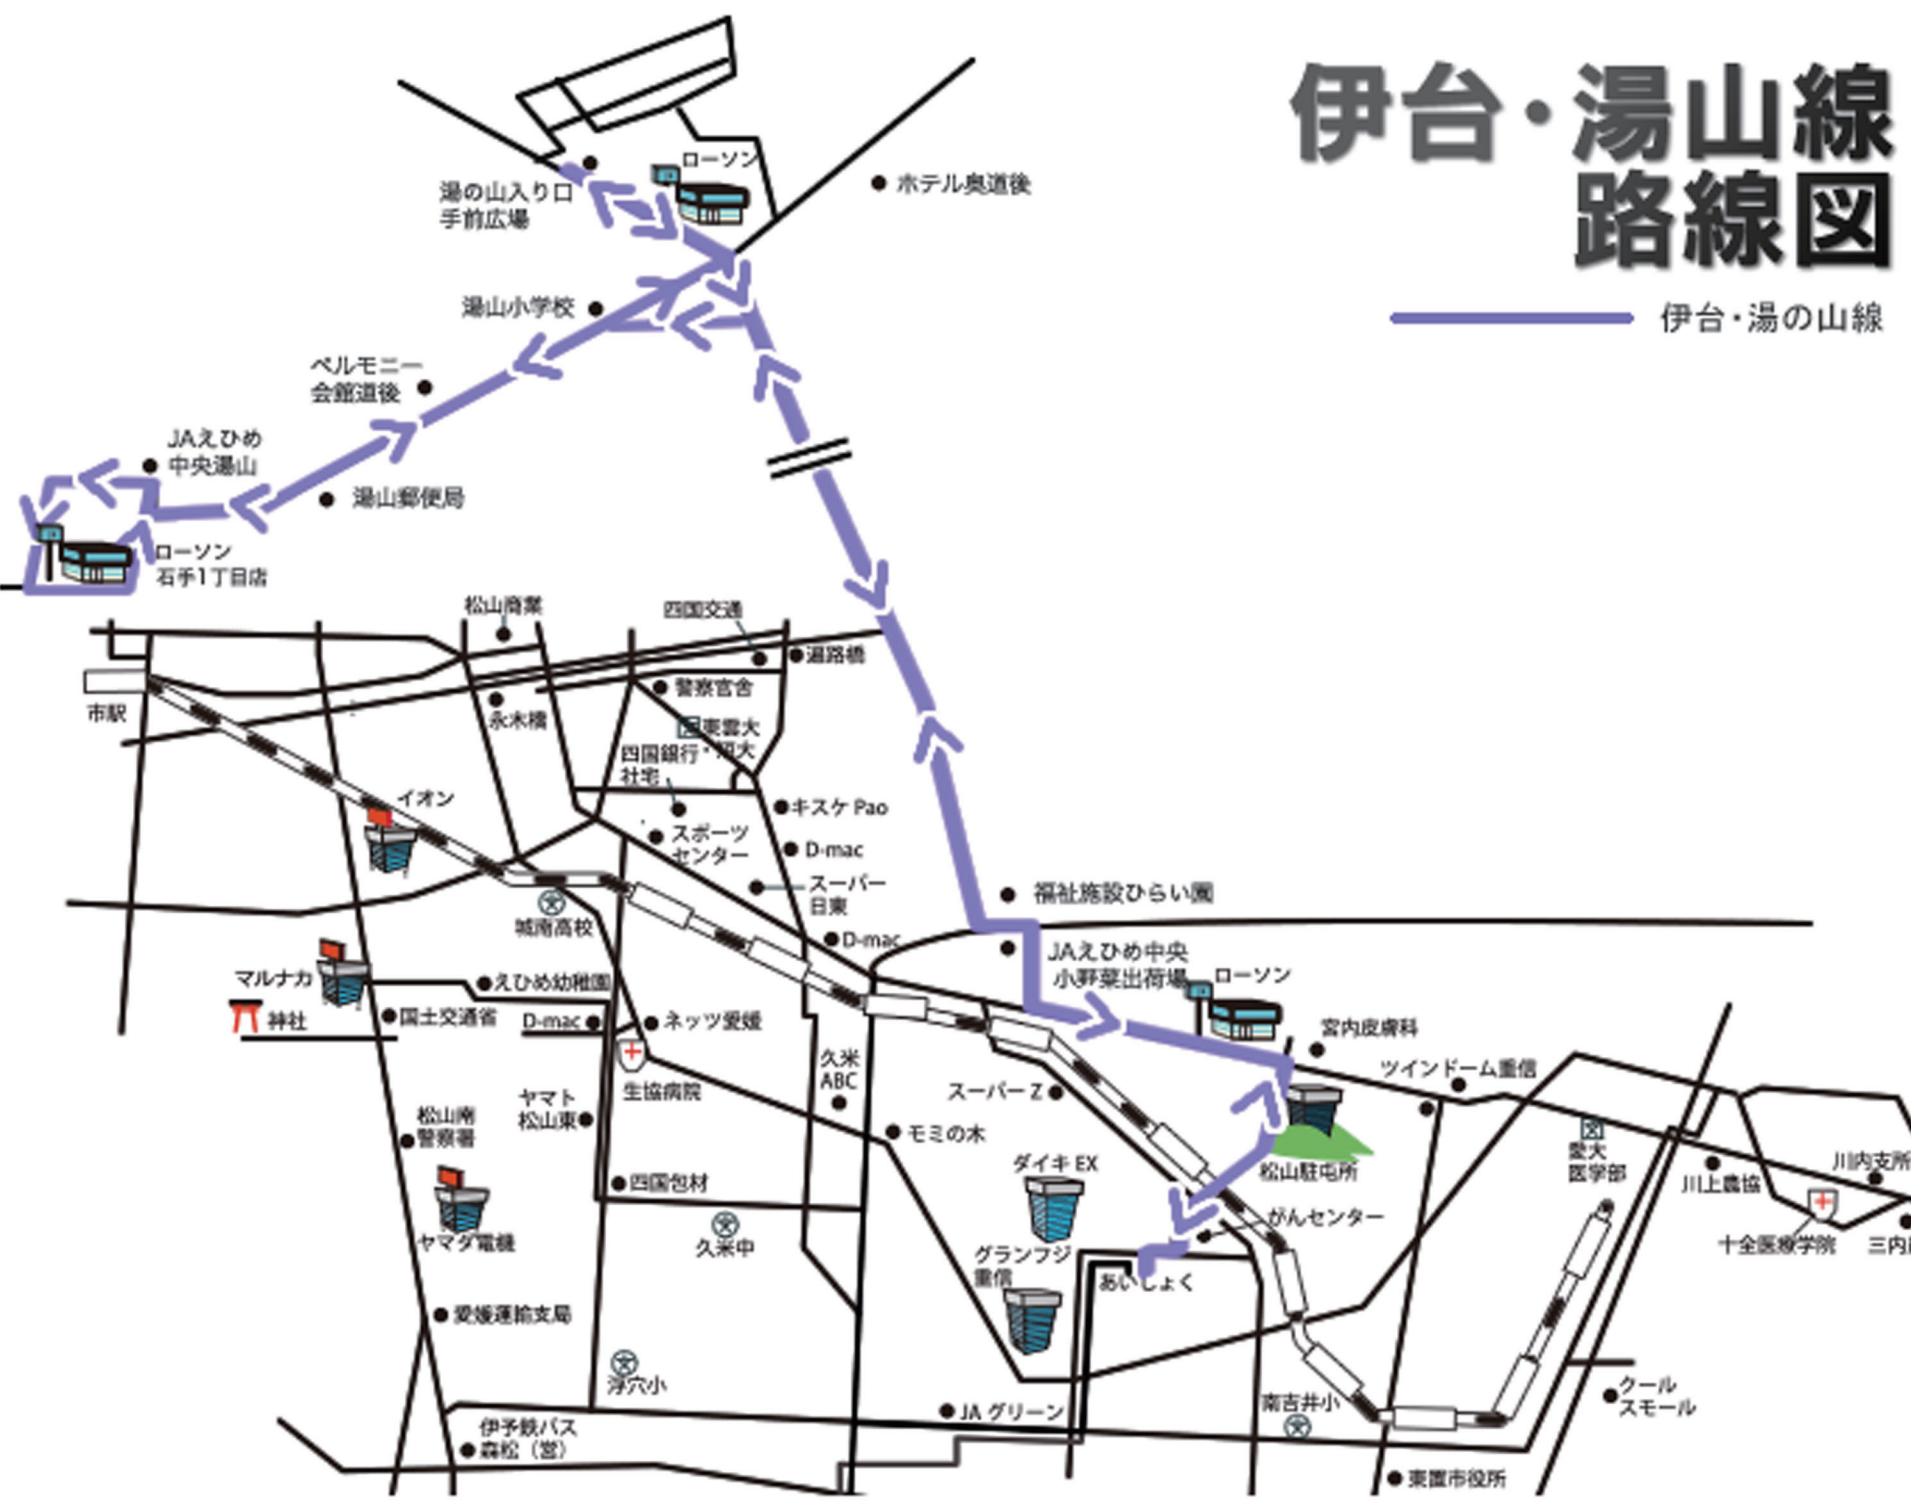 伊台・湯山線
路線図
伊台・湯の山線
ローソン
湯の山入り口
手前広場
ホテル奥道後
湯山小学校
ベルモニー
会館道後
JAえひめ
中央湯山
湯山郵便局
ローソン
石手1丁目店
松山商業
四国交通
遍路橋
市駅
警察官舎
永木橋
東雲大
・短大
四国銀行
社宅
イオン
キスケ Pao
スポーツ
センター
D-mac
スーパー
日東
福祉施設ひらい園
城南高校
D-mac
JAえひめ中央
小野菜出荷場
ローソン
マルナカ
えひめ幼稚園
神社
国土交通省
D-mac
ネッツ愛媛
宮内皮膚科
久米
ABC
ツインドーム重信
生協病院
スーパー Z
ヤマト
松山東
松山南
警察署
モミの木
愛大
医学部
ダイキ EX
松山駐屯所
川内支所
川上農協
四国包材
がんセンター
ヤマダ電機
久米中
グランフジ
重信
十全医療学院
三内
あいしょく
愛媛運輸支局
浮穴小
クール
スモール
南吉井小
JA グリーン
伊予鉄バス
森松（営）
東置市役所